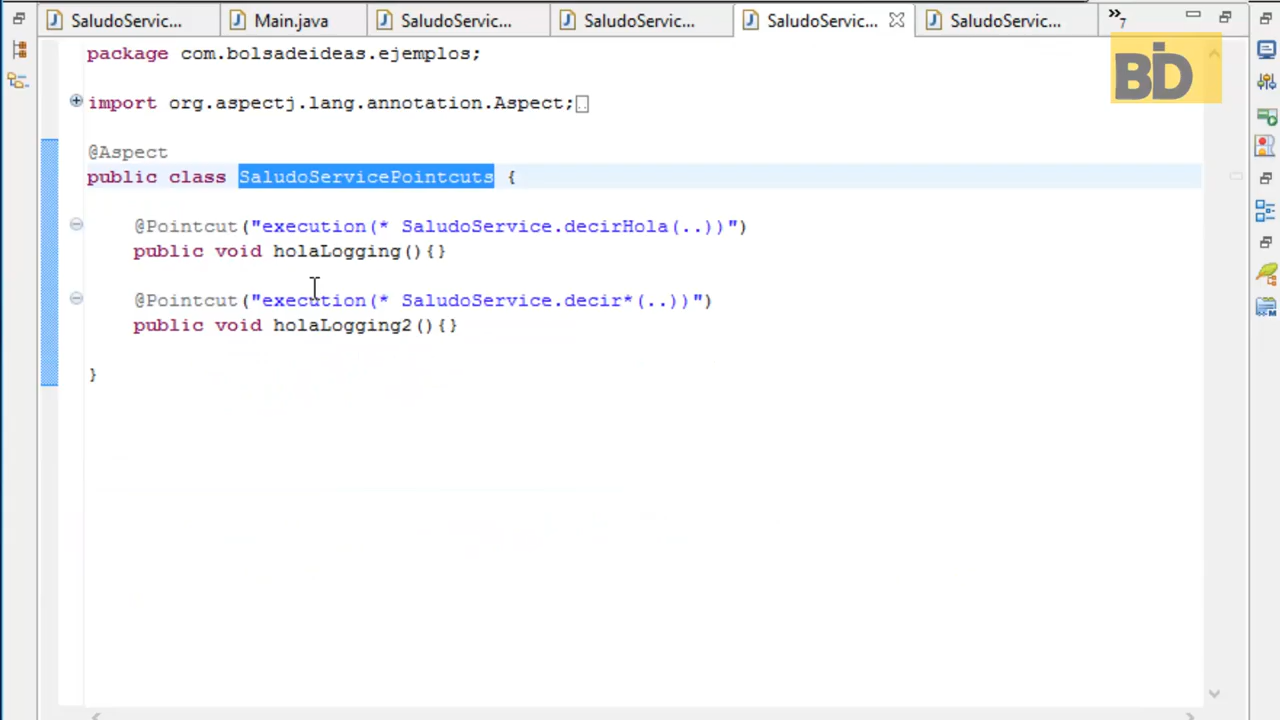 SaludoServic... Main.java SaludoServic... SaludoServic... SaludoServic... SaludoServic... »7
package com.bolsadeideas.ejemplos;
BD
import org.aspectj.lang.annotation.Aspect;
@Aspect
public class SaludoServicePointcuts {
@Pointcut("execution(* SaludoService.decirHola(..))")
public void holaLogging(){}
@Pointcut("execution(* SaludoService.decir*(..))")
public void holaLogging2(){}
}